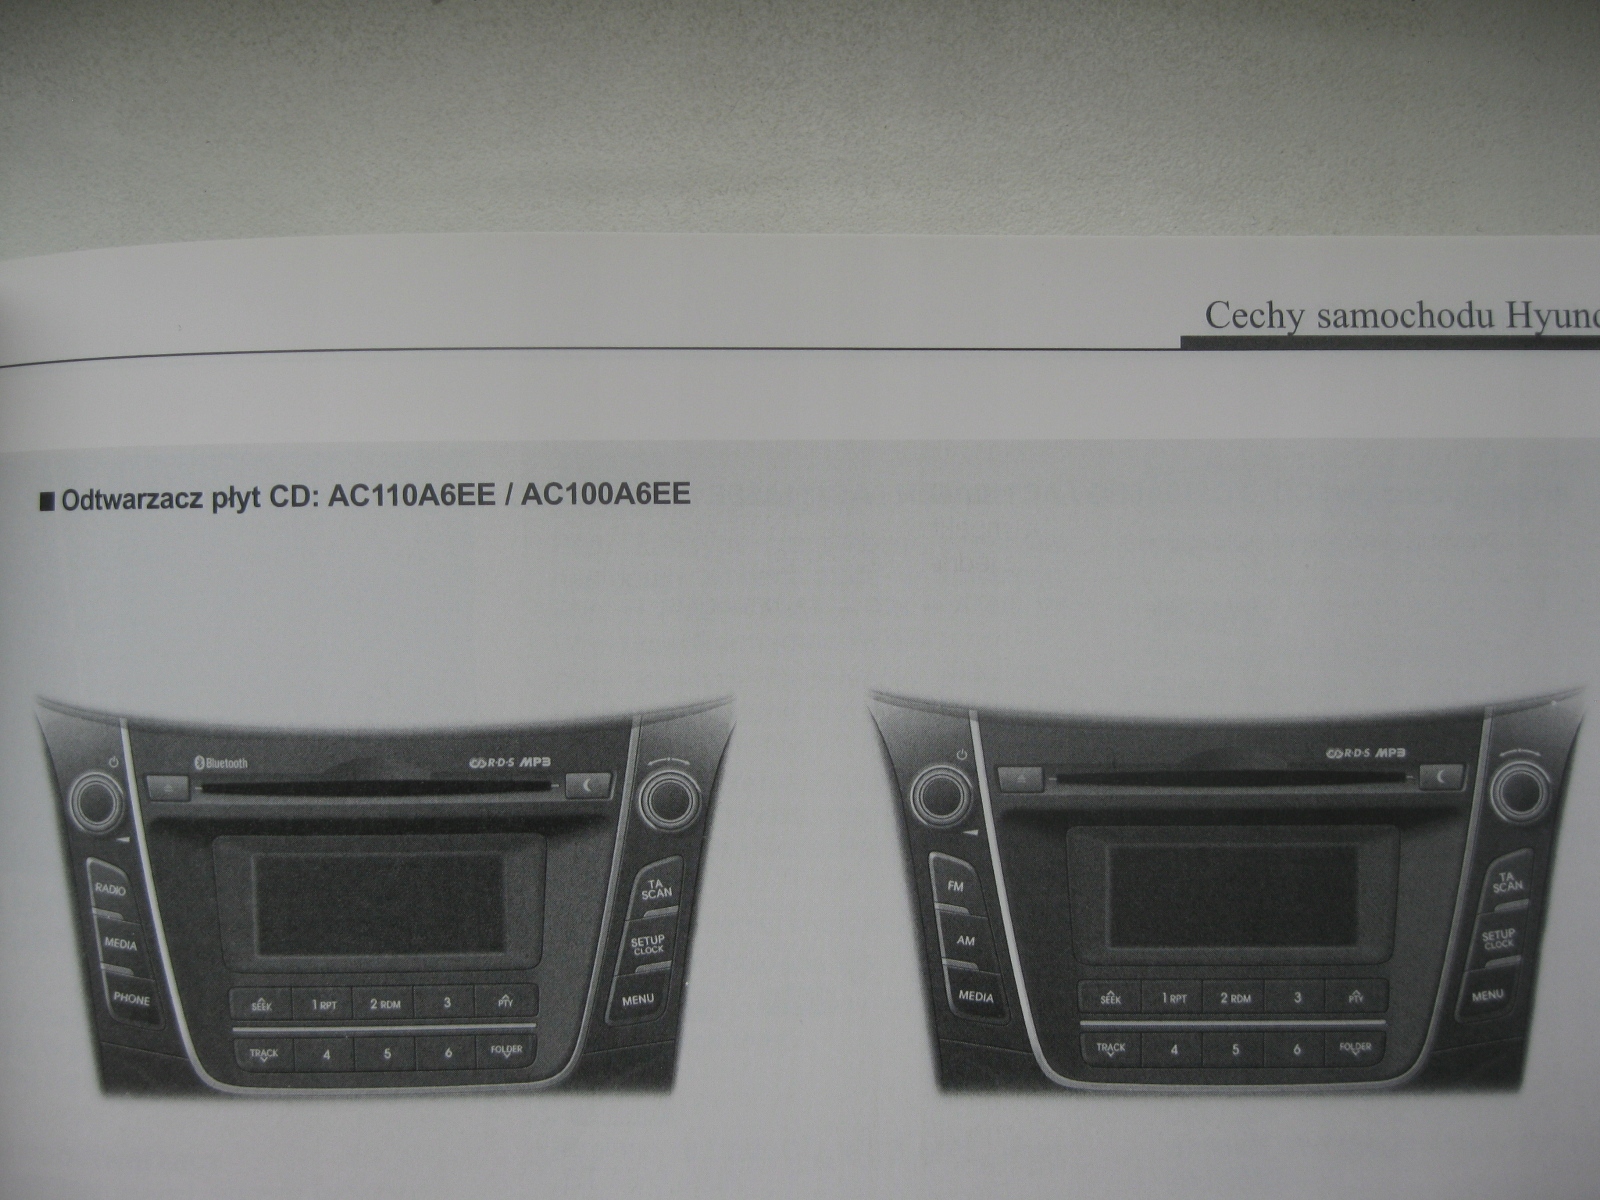 Cechy samochodu Hyund
■ Odtwarzacz płyt CD: AC110A6EE / AC100A6EE
Bluetooth
R·D·S MP3
RADIO
MEDIA
PHONE
TA
SCAN
SETUP
CLOCK
MENU
SEEK 1 RPT 2 RDM 3 PTY
TRACK 4 5 6 FOLDER
R·D·S MP3
FM
AM
MEDIA
TA
SCAN
SETUP
CLOCK
MENU
SEEK 1 RPT 2 RDM 3 PTY
TRACK 4 5 6 FOLDER